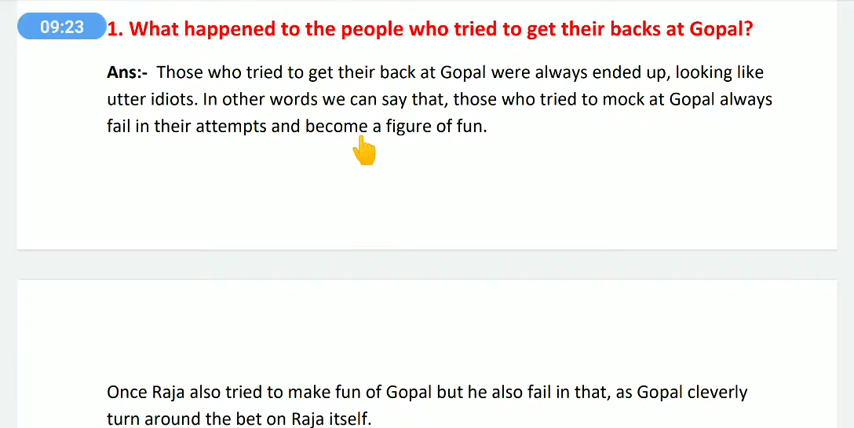 09:23
1. What happened to the people who tried to get their backs at Gopal?
Ans:- Those who tried to get their back at Gopal were always ended up, looking like
utter idiots. In other words we can say that, those who tried to mock at Gopal always
fail in their attempts and become a figure of fun.
Once Raja also tried to make fun of Gopal but he also fail in that, as Gopal cleverly
turn around the bet on Raja itself.